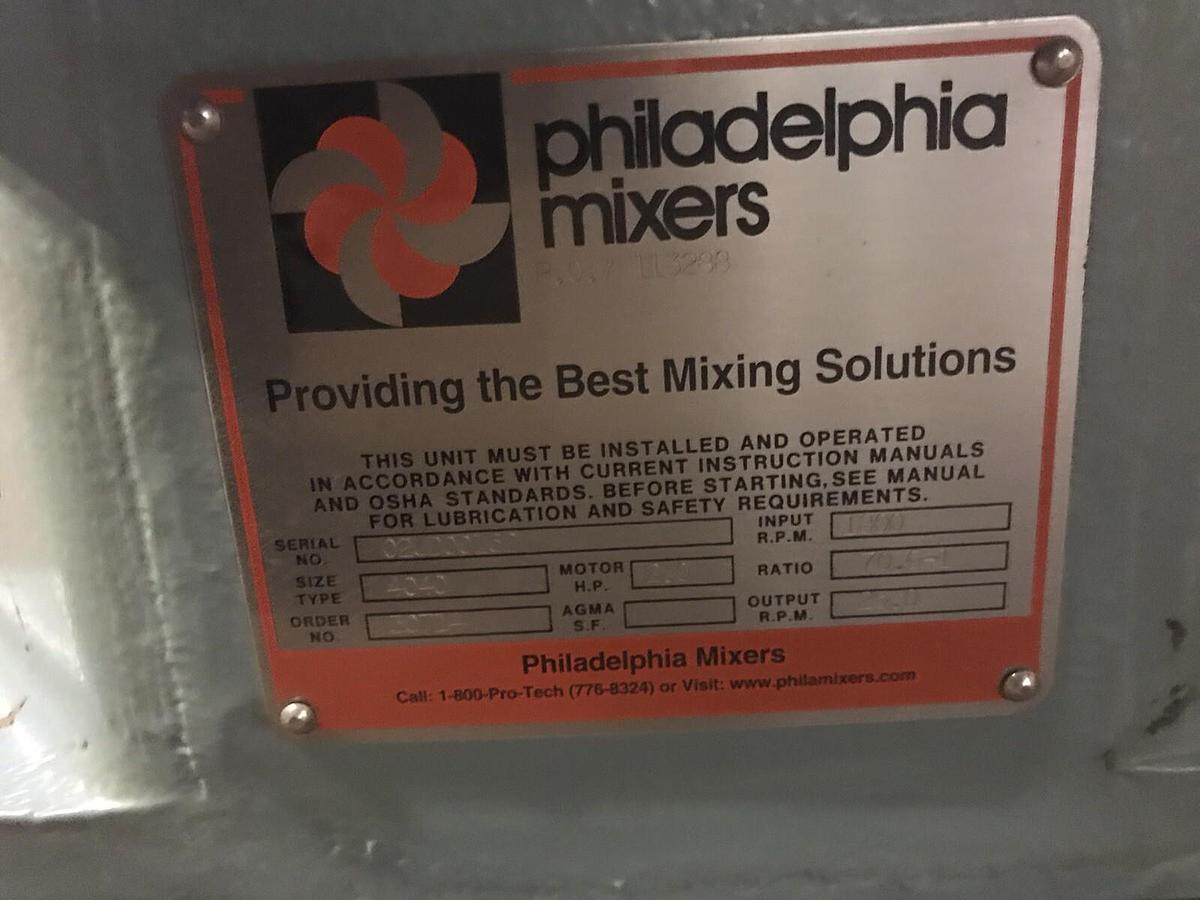 philadelphia
mixers
P.O.# 113288
Providing the Best Mixing Solutions
THIS UNIT MUST BE INSTALLED AND OPERATED
IN ACCORDANCE WITH CURRENT INSTRUCTION MANUALS
AND OSHA STANDARDS. BEFORE STARTING, SEE MANUAL
FOR LUBRICATION AND SAFETY REQUIREMENTS.
SERIAL NO.
INPUT R.P.M.
SIZE TYPE
MOTOR H.P.
RATIO
ORDER NO.
AGMA S.F.
OUTPUT R.P.M.
Philadelphia Mixers
Call: 1-800-Pro-Tech (776-8324) or Visit: www.philamixers.com